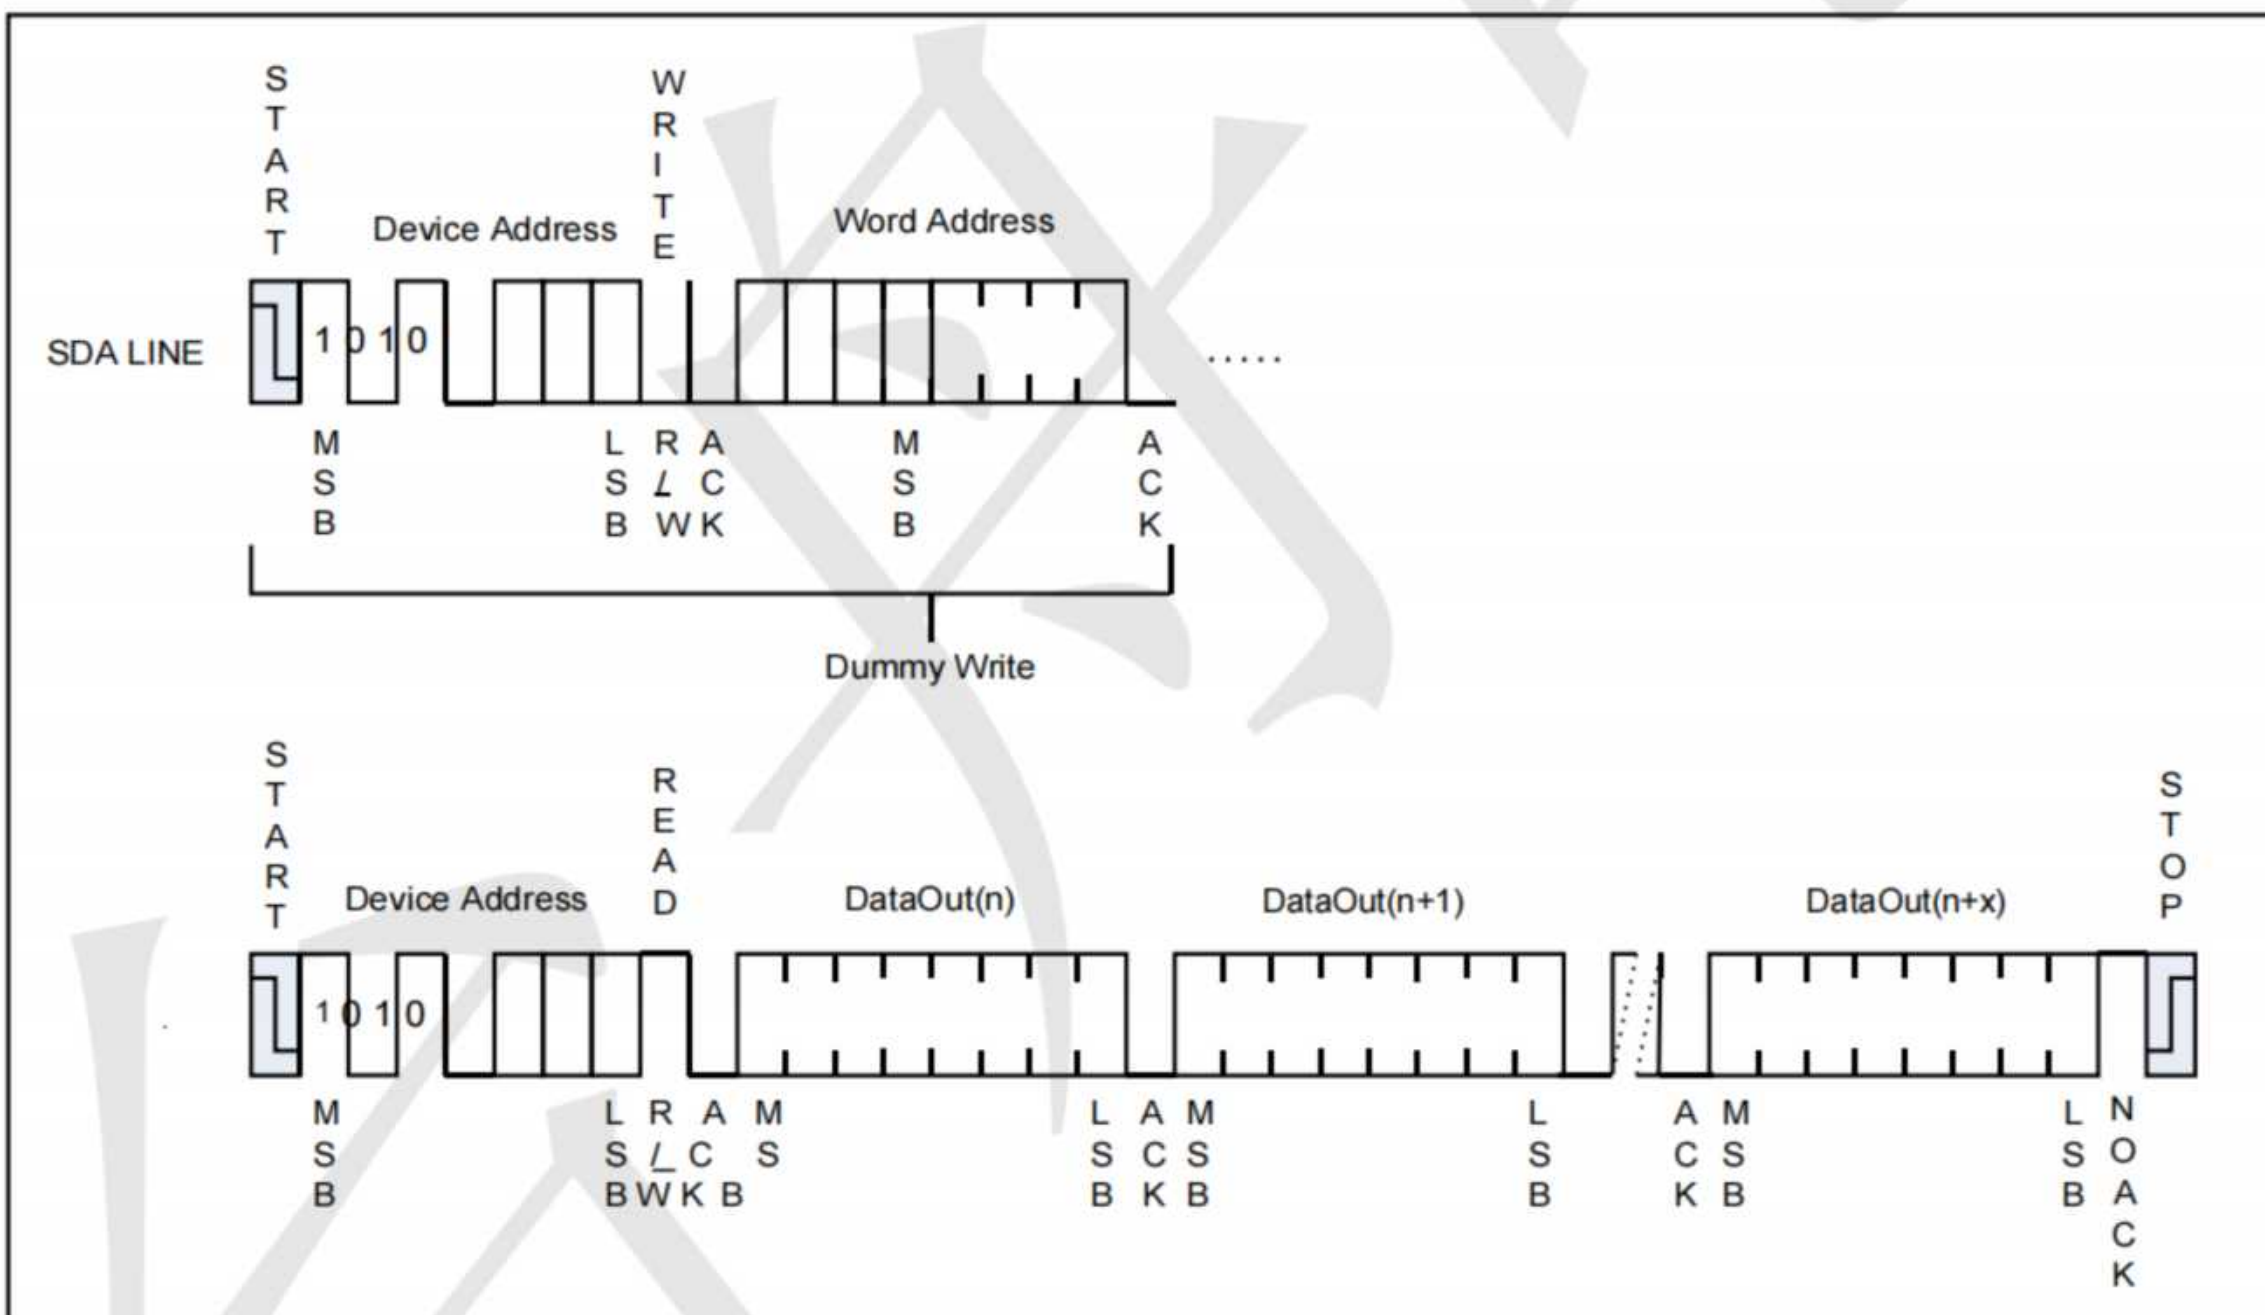 START
WRITE
Device Address
Word Address
SDA LINE
1 0 1 0
.....
MSB
LSB
R/W
ACK
MSB
ACK
Dummy Write
START
READ
STOP
Device Address
DataOut(n)
DataOut(n+1)
DataOut(n+x)
1 0 1 0
MSB
LSB
R/W
ACK
MSB
LSB
ACK
MSB
LSB
ACK
MSB
LSB
NOACK